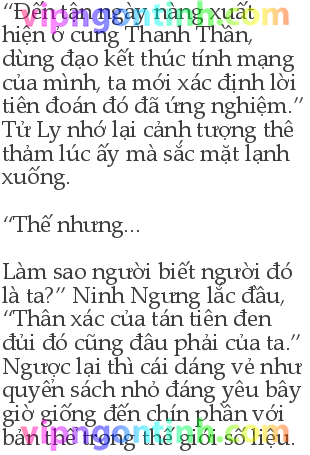 “Đến tận ngày nàng xuất
hiện ở cung Thanh Thần,
dùng đạo kết thúc tính mạng
của mình, ta mới xác định lời
tiên đoán đó đã ứng nghiệm.”
Tử Ly nhớ lại cảnh tượng thê
thảm lúc ấy mà sắc mặt lạnh
xuống.
“Thế nhưng...
Làm sao người biết người đó
là ta?” Ninh Ngưng lắc đầu,
“Thân xác của tán tiên đen
đủi đó cũng đâu phải của ta.”
Ngược lại thì cái dáng vẻ như
quyển sách nhỏ đáng yêu bây
giờ giống đến chín phần với
bản thể trong thế giới số liệu.
vipngontinh.com
vipngontinh.com